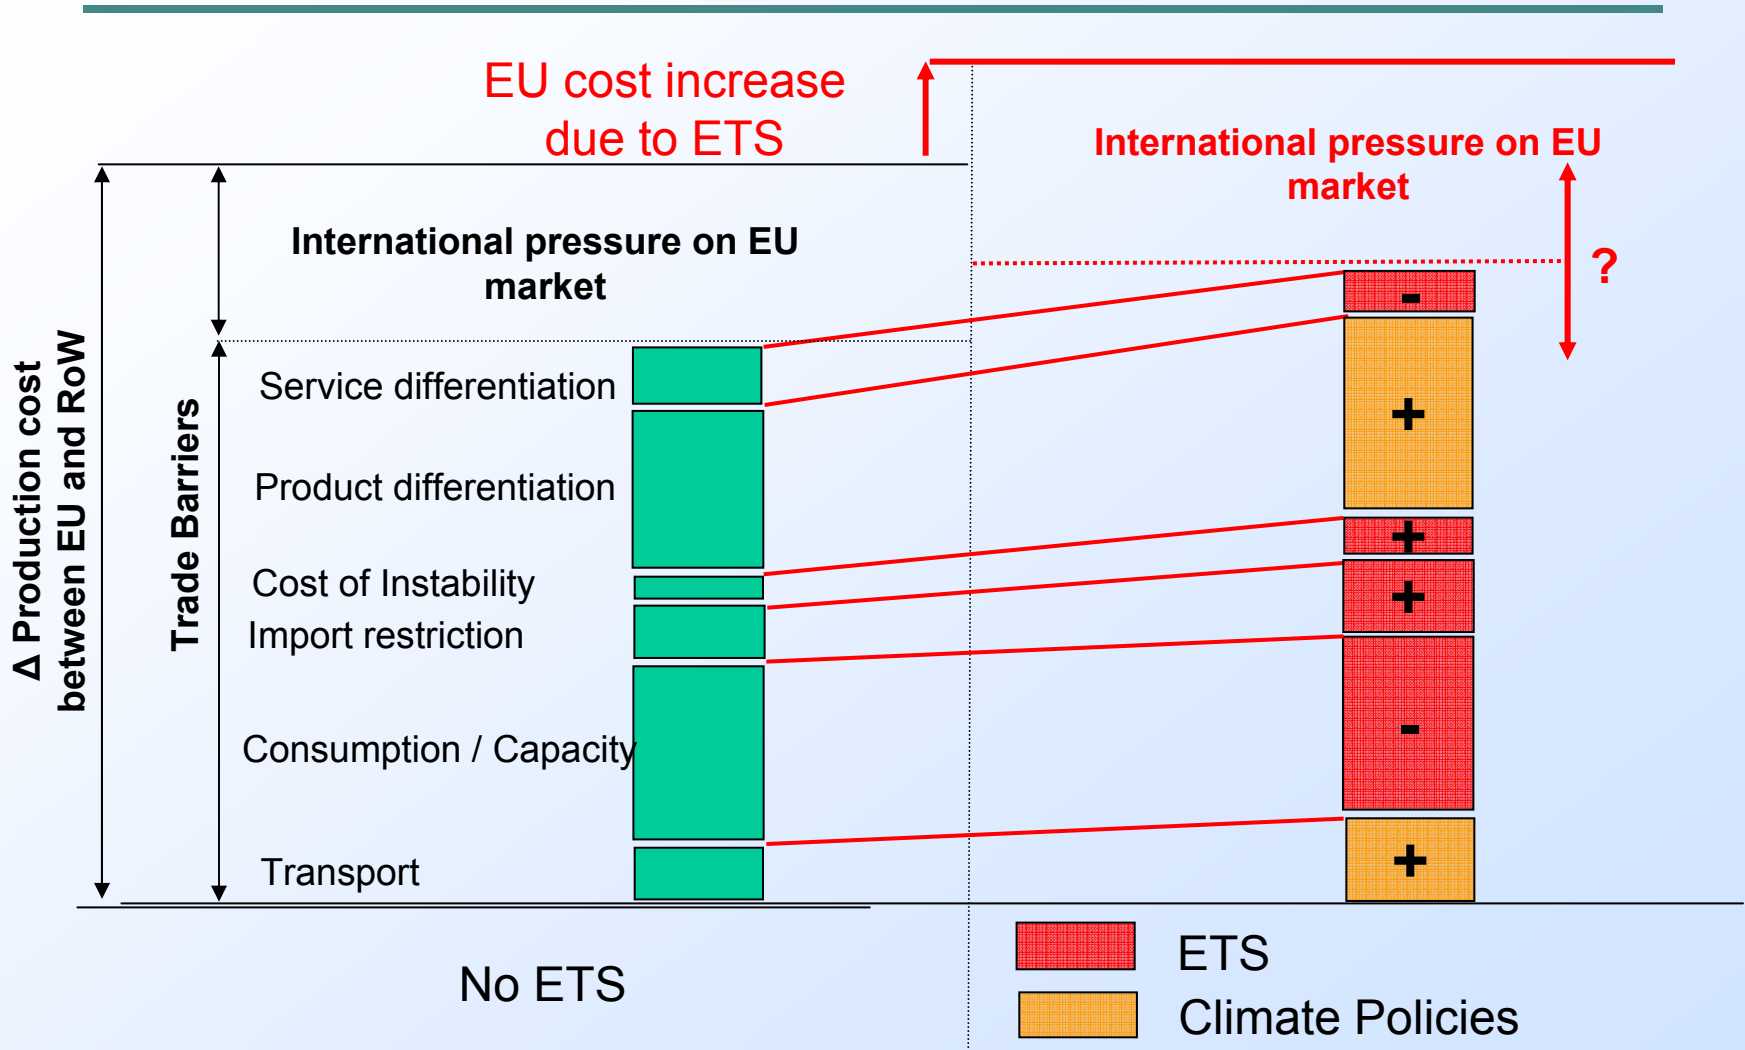 EU cost increase
due to ETS
International pressure on EU
market
International pressure on EU
market
?
Δ Production cost
between EU and RoW
Trade Barriers
Service differentiation
Product differentiation
Cost of Instability
Import restriction
Consumption / Capacity
Transport
-
+
+
+
-
+
No ETS
ETS
Climate Policies